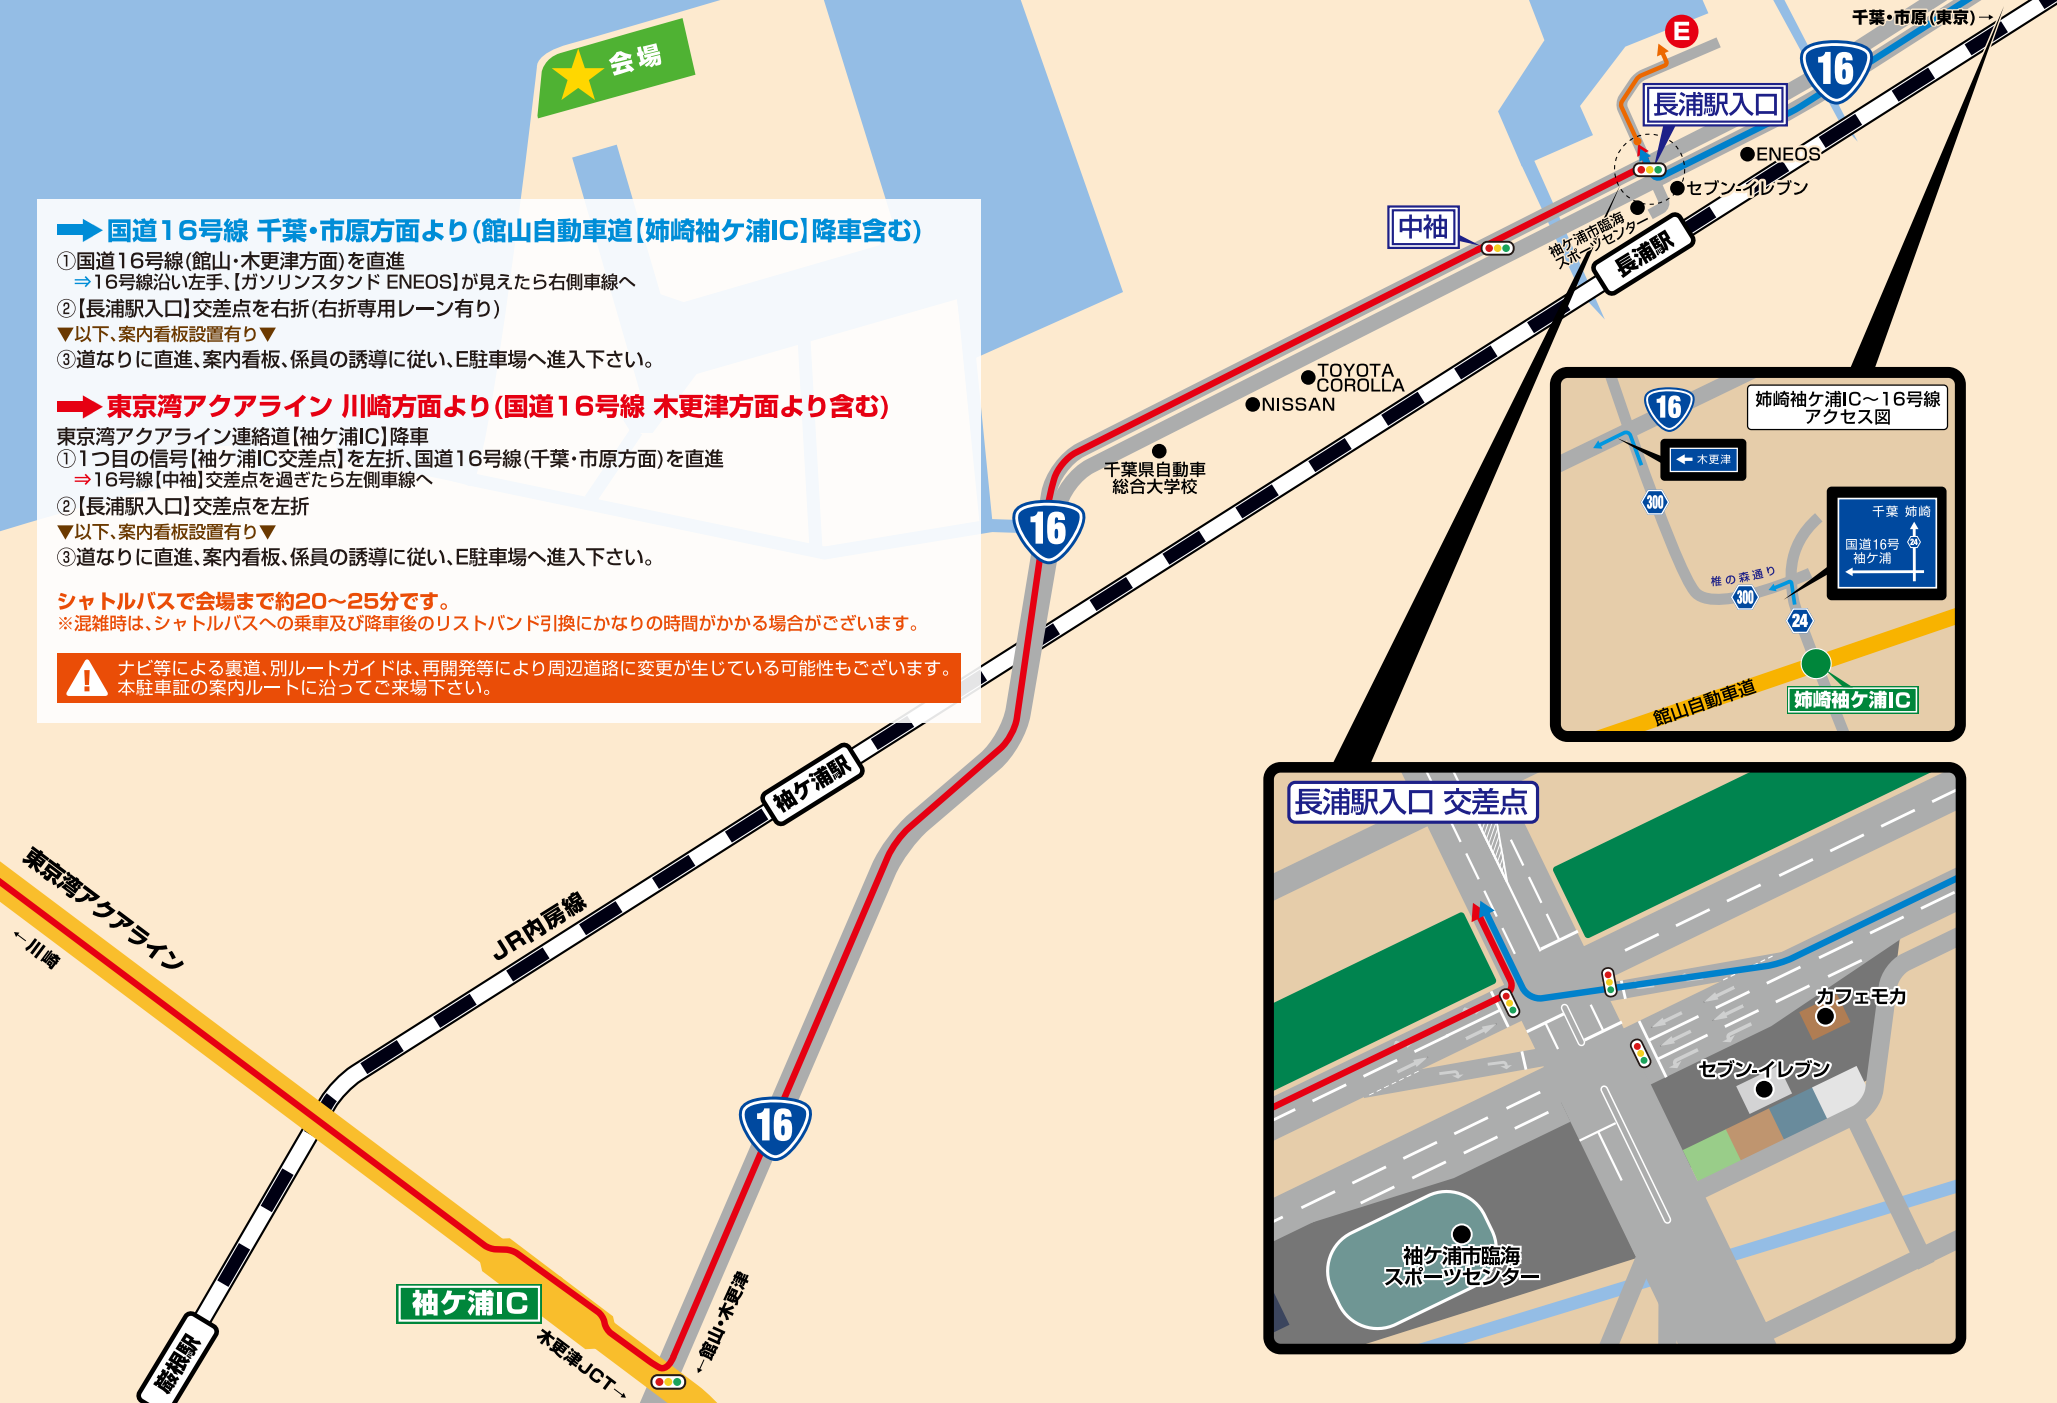 千葉・市原(東京)→
会場
E
16
長浦駅入口
ENEOS
セブン-イレブン
中袖
袖ケ浦市臨海
スポーツセンター
長浦駅
➡国道16号線 千葉・市原方面より(館山自動車道【姉崎袖ケ浦IC】降車含む)
①国道16号線(館山・木更津方面)を直進
⇒16号線沿い左手、【ガソリンスタンド ENEOS】が見えたら右側車線へ
②【長浦駅入口】交差点を右折(右折専用レーン有り)
▼以下、案内看板設置有り▼
③道なりに直進、案内看板、係員の誘導に従い、E駐車場へ進入下さい。
➡東京湾アクアライン 川崎方面より(国道16号線 木更津方面より含む)
東京湾アクアライン連絡道【袖ケ浦IC】降車
①1つ目の信号【袖ケ浦IC交差点】を左折、国道16号線(千葉・市原方面)を直進
⇒16号線【中袖】交差点を過ぎたら左側車線へ
②【長浦駅入口】交差点を左折
▼以下、案内看板設置有り▼
③道なりに直進、案内看板、係員の誘導に従い、E駐車場へ進入下さい。
シャトルバスで会場まで約20〜25分です。
※混雑時は、シャトルバスへの乗車及び降車後のリストバンド引換にかなりの時間がかかる場合がございます。
ナビ等による裏道、別ルートガイドは、再開発等により周辺道路に変更が生じている可能性もございます。
本駐車証の案内ルートに沿ってご来場下さい。
TOYOTA
COROLLA
NISSAN
千葉県自動車
総合大学校
16
姉崎袖ケ浦IC〜16号線
アクセス図
16
← 木更津
300
千葉 姉崎
24
国道16号
袖ケ浦
椎の森通り
300
24
館山自動車道
姉崎袖ケ浦IC
袖ケ浦駅
長浦駅入口 交差点
カフェモカ
セブン-イレブン
袖ケ浦市臨海
スポーツセンター
東京湾アクアライン
←川崎
JR内房線
16
袖ケ浦IC
←館山・木更津
木更津JCT→
巌根駅